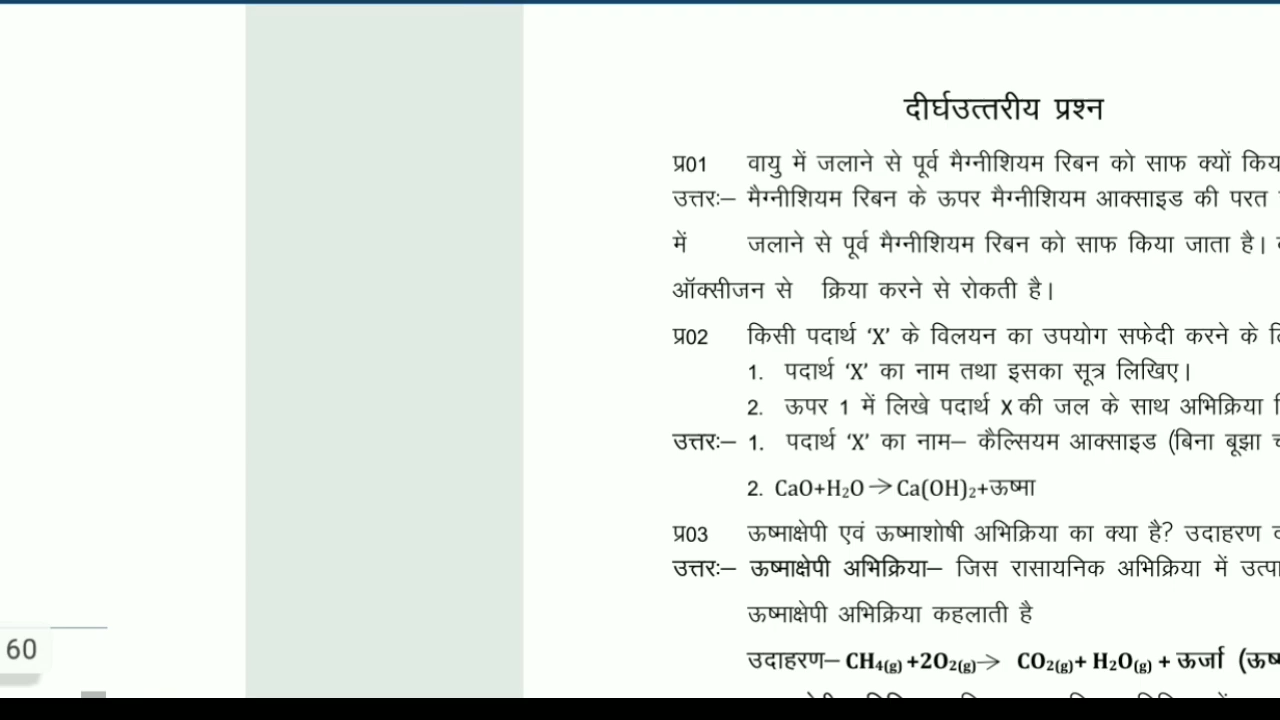 दीर्घउत्तरीय प्रश्न
प्र01 वायु में जलाने से पूर्व मैग्नीशियम रिबन को साफ क्यों
उत्तरः– मैग्नीशियम रिबन के ऊपर मैग्नीशियम आक्साइड की परत
में जलाने से पूर्व मैग्नीशियम रिबन को साफ किया जाता है।
ऑक्सीजन से क्रिया करने से रोकती है।
प्र02 किसी पदार्थ ‘X’ के विलयन का उपयोग सफेदी करने के
1. पदार्थ ‘X’ का नाम तथा इसका सूत्र लिखिए।
2. ऊपर 1 में लिखे पदार्थ X की जल के साथ अभिक्रिया
उत्तरः– 1. पदार्थ ‘X’ का नाम– कैल्सियम आक्साइड (बिना बूझा
2. CaO+H₂O→Ca(OH)₂+ऊष्मा
प्र03 ऊष्माक्षेपी एवं ऊष्माशोषी अभिक्रिया का क्या है? उदाहरण
उत्तरः– ऊष्माक्षेपी अभिक्रिया– जिस रासायनिक अभिक्रिया में
ऊष्माक्षेपी अभिक्रिया कहलाती है
60
उदाहरण– CH₄(g) +2O₂(g)→ CO₂(g)+ H₂O(g) + ऊर्जा